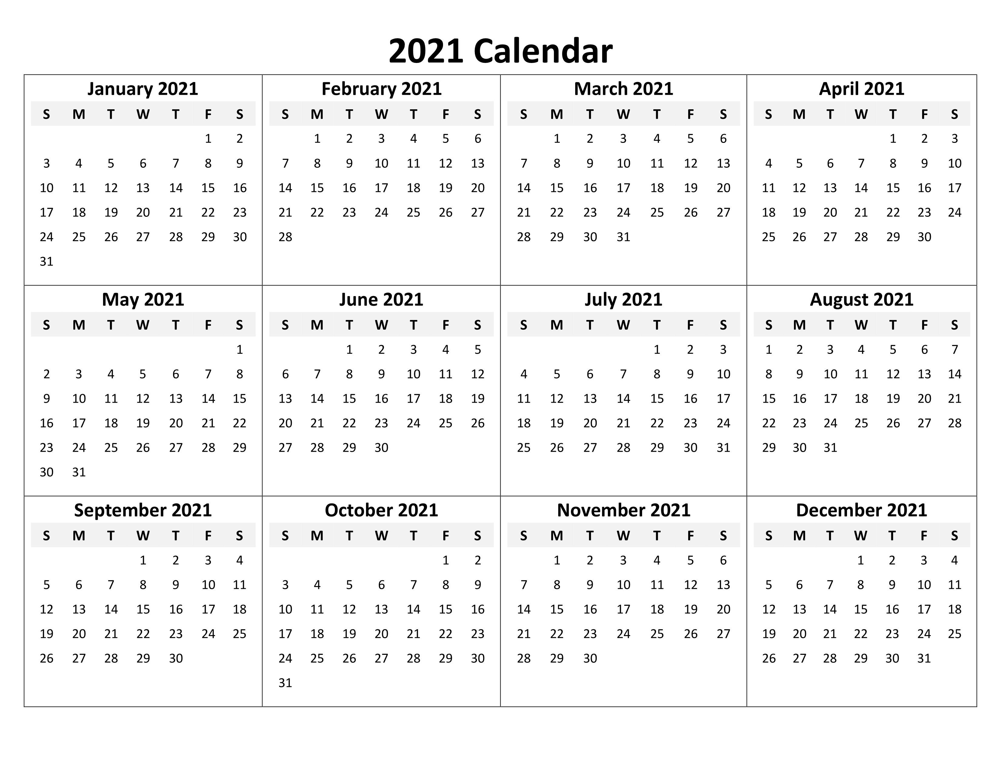 2021 Calendar
January 2021
S M T W T F S
1 2
3 4 5 6 7 8 9
10 11 12 13 14 15 16
17 18 19 20 21 22 23
24 25 26 27 28 29 30
31
February 2021
S M T W T F S
1 2 3 4 5 6
7 8 9 10 11 12 13
14 15 16 17 18 19 20
21 22 23 24 25 26 27
28
March 2021
S M T W T F S
1 2 3 4 5 6
7 8 9 10 11 12 13
14 15 16 17 18 19 20
21 22 23 24 25 26 27
28 29 30 31
April 2021
S M T W T F S
1 2 3
4 5 6 7 8 9 10
11 12 13 14 15 16 17
18 19 20 21 22 23 24
25 26 27 28 29 30
May 2021
S M T W T F S
1
2 3 4 5 6 7 8
9 10 11 12 13 14 15
16 17 18 19 20 21 22
23 24 25 26 27 28 29
30 31
June 2021
S M T W T F S
1 2 3 4 5
6 7 8 9 10 11 12
13 14 15 16 17 18 19
20 21 22 23 24 25 26
27 28 29 30
July 2021
S M T W T F S
1 2 3
4 5 6 7 8 9 10
11 12 13 14 15 16 17
18 19 20 21 22 23 24
25 26 27 28 29 30 31
August 2021
S M T W T F S
1 2 3 4 5 6 7
8 9 10 11 12 13 14
15 16 17 18 19 20 21
22 23 24 25 26 27 28
29 30 31
September 2021
S M T W T F S
1 2 3 4
5 6 7 8 9 10 11
12 13 14 15 16 17 18
19 20 21 22 23 24 25
26 27 28 29 30
October 2021
S M T W T F S
1 2
3 4 5 6 7 8 9
10 11 12 13 14 15 16
17 18 19 20 21 22 23
24 25 26 27 28 29 30
31
November 2021
S M T W T F S
1 2 3 4 5 6
7 8 9 10 11 12 13
14 15 16 17 18 19 20
21 22 23 24 25 26 27
28 29 30
December 2021
S M T W T F S
1 2 3 4
5 6 7 8 9 10 11
12 13 14 15 16 17 18
19 20 21 22 23 24 25
26 27 28 29 30 31